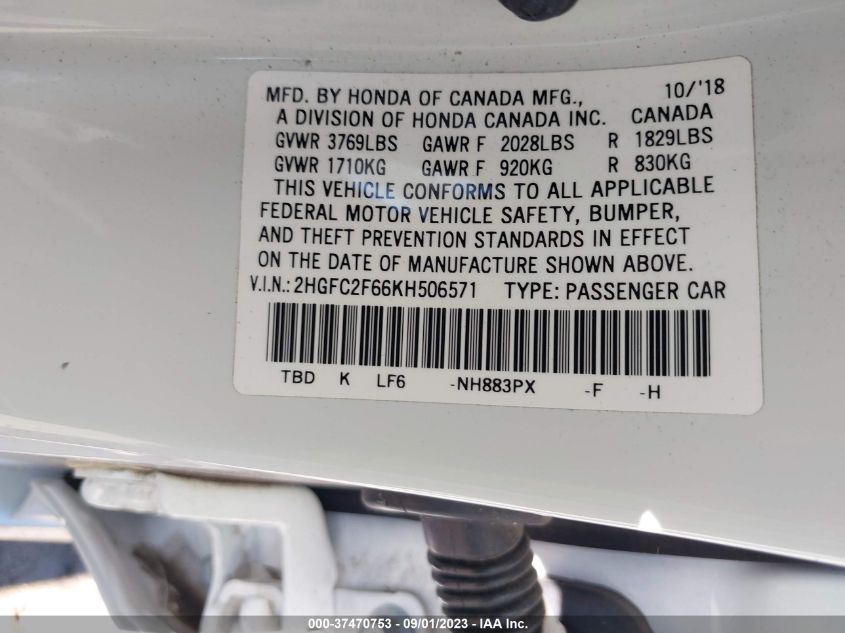 MFD. BY HONDA OF CANADA MFG., 10/'18
A DIVISION OF HONDA CANADA INC. CANADA
GVWR 3769LBS GAWR F 2028LBS R 1829LBS
GVWR 1710KG GAWR F 920KG R 830KG
THIS VEHICLE CONFORMS TO ALL APPLICABLE
FEDERAL MOTOR VEHICLE SAFETY, BUMPER,
AND THEFT PREVENTION STANDARDS IN EFFECT
ON THE DATE OF MANUFACTURE SHOWN ABOVE.
V.I.N.: 2HGFC2F66KH506571 TYPE: PASSENGER CAR
TBD K LF6 -NH883PX -F -H
000-37470753 - 09/01/2023 - IAA Inc.